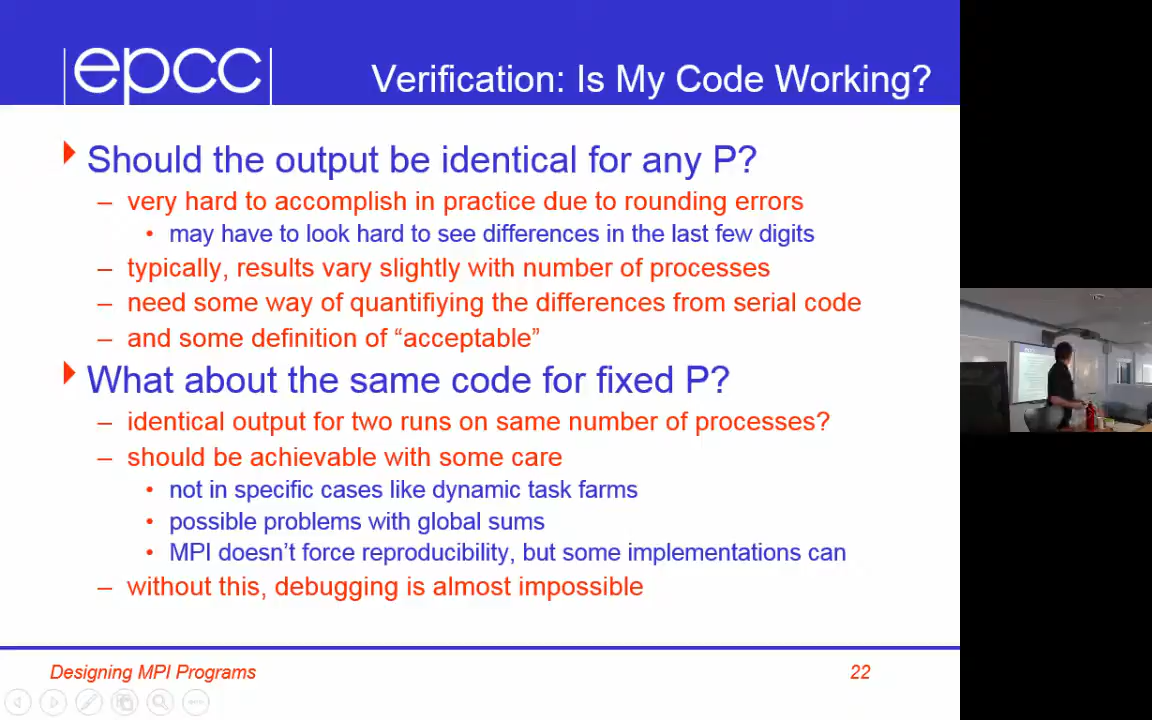 epcc
Verification: Is My Code Working?
Should the output be identical for any P?
– very hard to accomplish in practice due to rounding errors
• may have to look hard to see differences in the last few digits
– typically, results vary slightly with number of processes
– need some way of quantifiying the differences from serial code
– and some definition of “acceptable”
What about the same code for fixed P?
– identical output for two runs on same number of processes?
– should be achievable with some care
• not in specific cases like dynamic task farms
• possible problems with global sums
• MPI doesn’t force reproducibility, but some implementations can
– without this, debugging is almost impossible
Designing MPI Programs
22